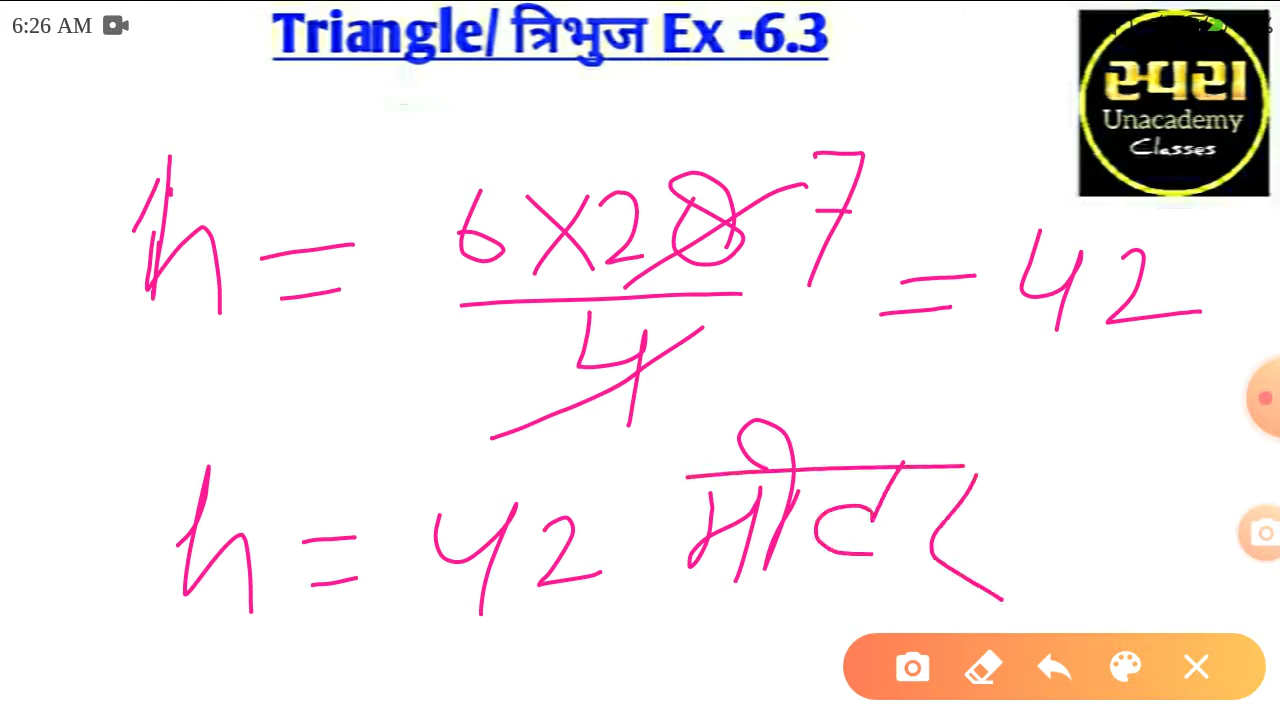 6:26 AM
Triangle/ त्रिभुज Ex -6.3
સ્પરા
Unacademy
Classes
h = 6 × 28 7 = 42
4
h = 42 मीटर